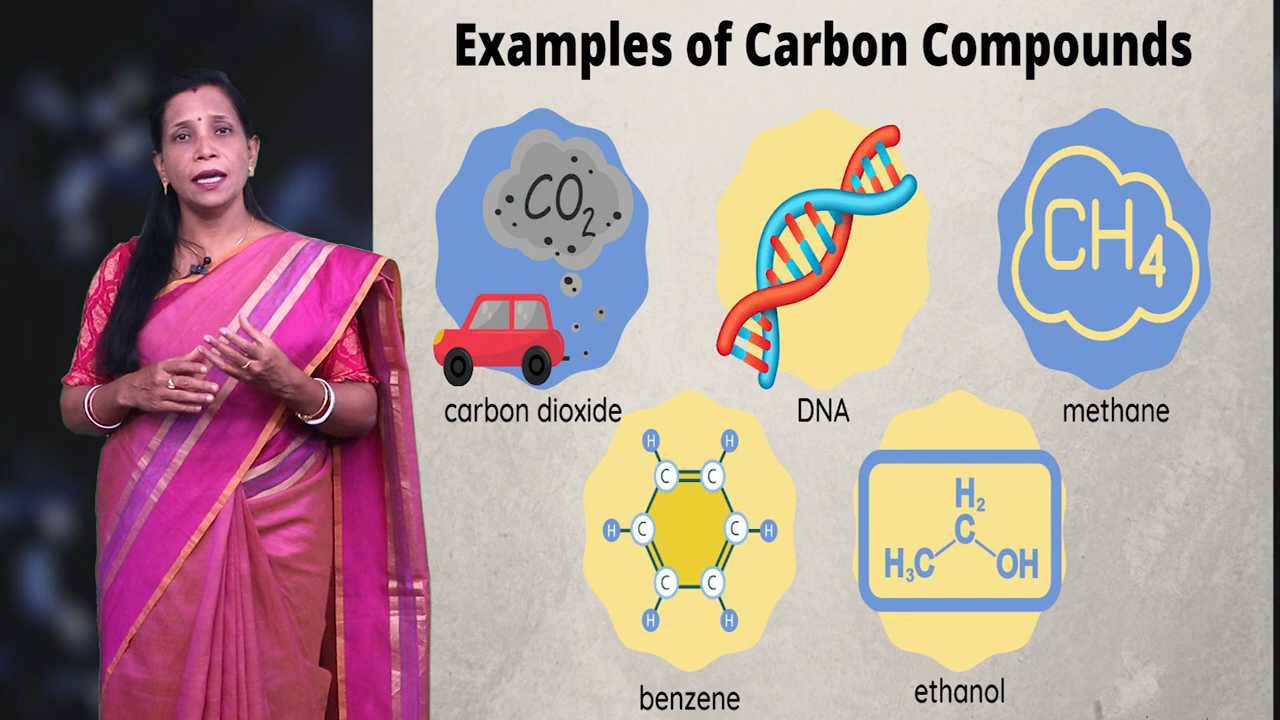 Examples of Carbon Compounds
CO2
CH4
carbon dioxide
DNA
methane
H H
C C
H C C H
C C
H H
H2
C
H3C OH
benzene
ethanol